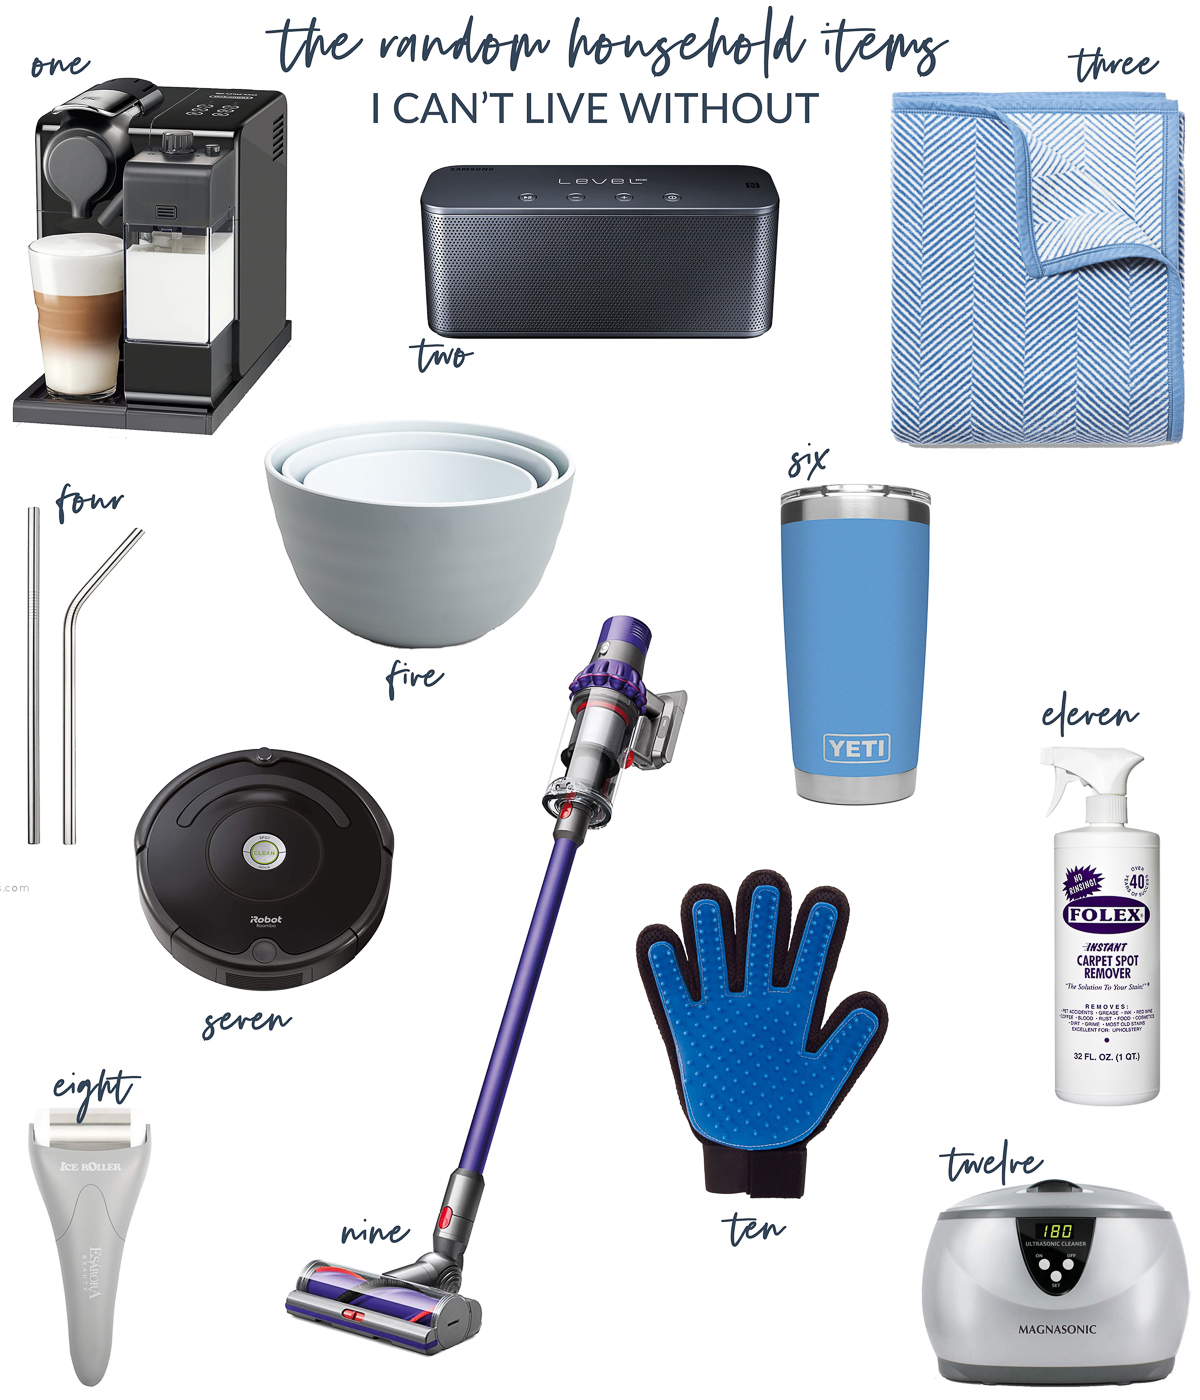 the random household items
I CAN'T LIVE WITHOUT
one
three
SAMSUNG
LEVEL
two
four
six
YETI
five
eleven
NO RINSING!
OVER 40 YEARS OF SUCCESS
FOLEX
INSTANT
CARPET SPOT
REMOVER
"The Solution To Your Stain!"®
REMOVES:
• PET ACCIDENTS • GREASE • INK • RED WINE
• COFFEE • BLOOD • RUST • FOOD • COSMETICS
• DIRT • GRIME • MOST OLD STAINS
EXCELLENT FOR: UPHOLSTERY
32 FL. OZ. (1 QT.)
SPOT
CLEAN
DOCK
iRobot
Roomba
s.com
seven
eight
ICE ROLLER
ESARORA
BEAUTY
nine
ten
twelve
180
ULTRASONIC CLEANER
ON OFF
SET
MAGNASONIC